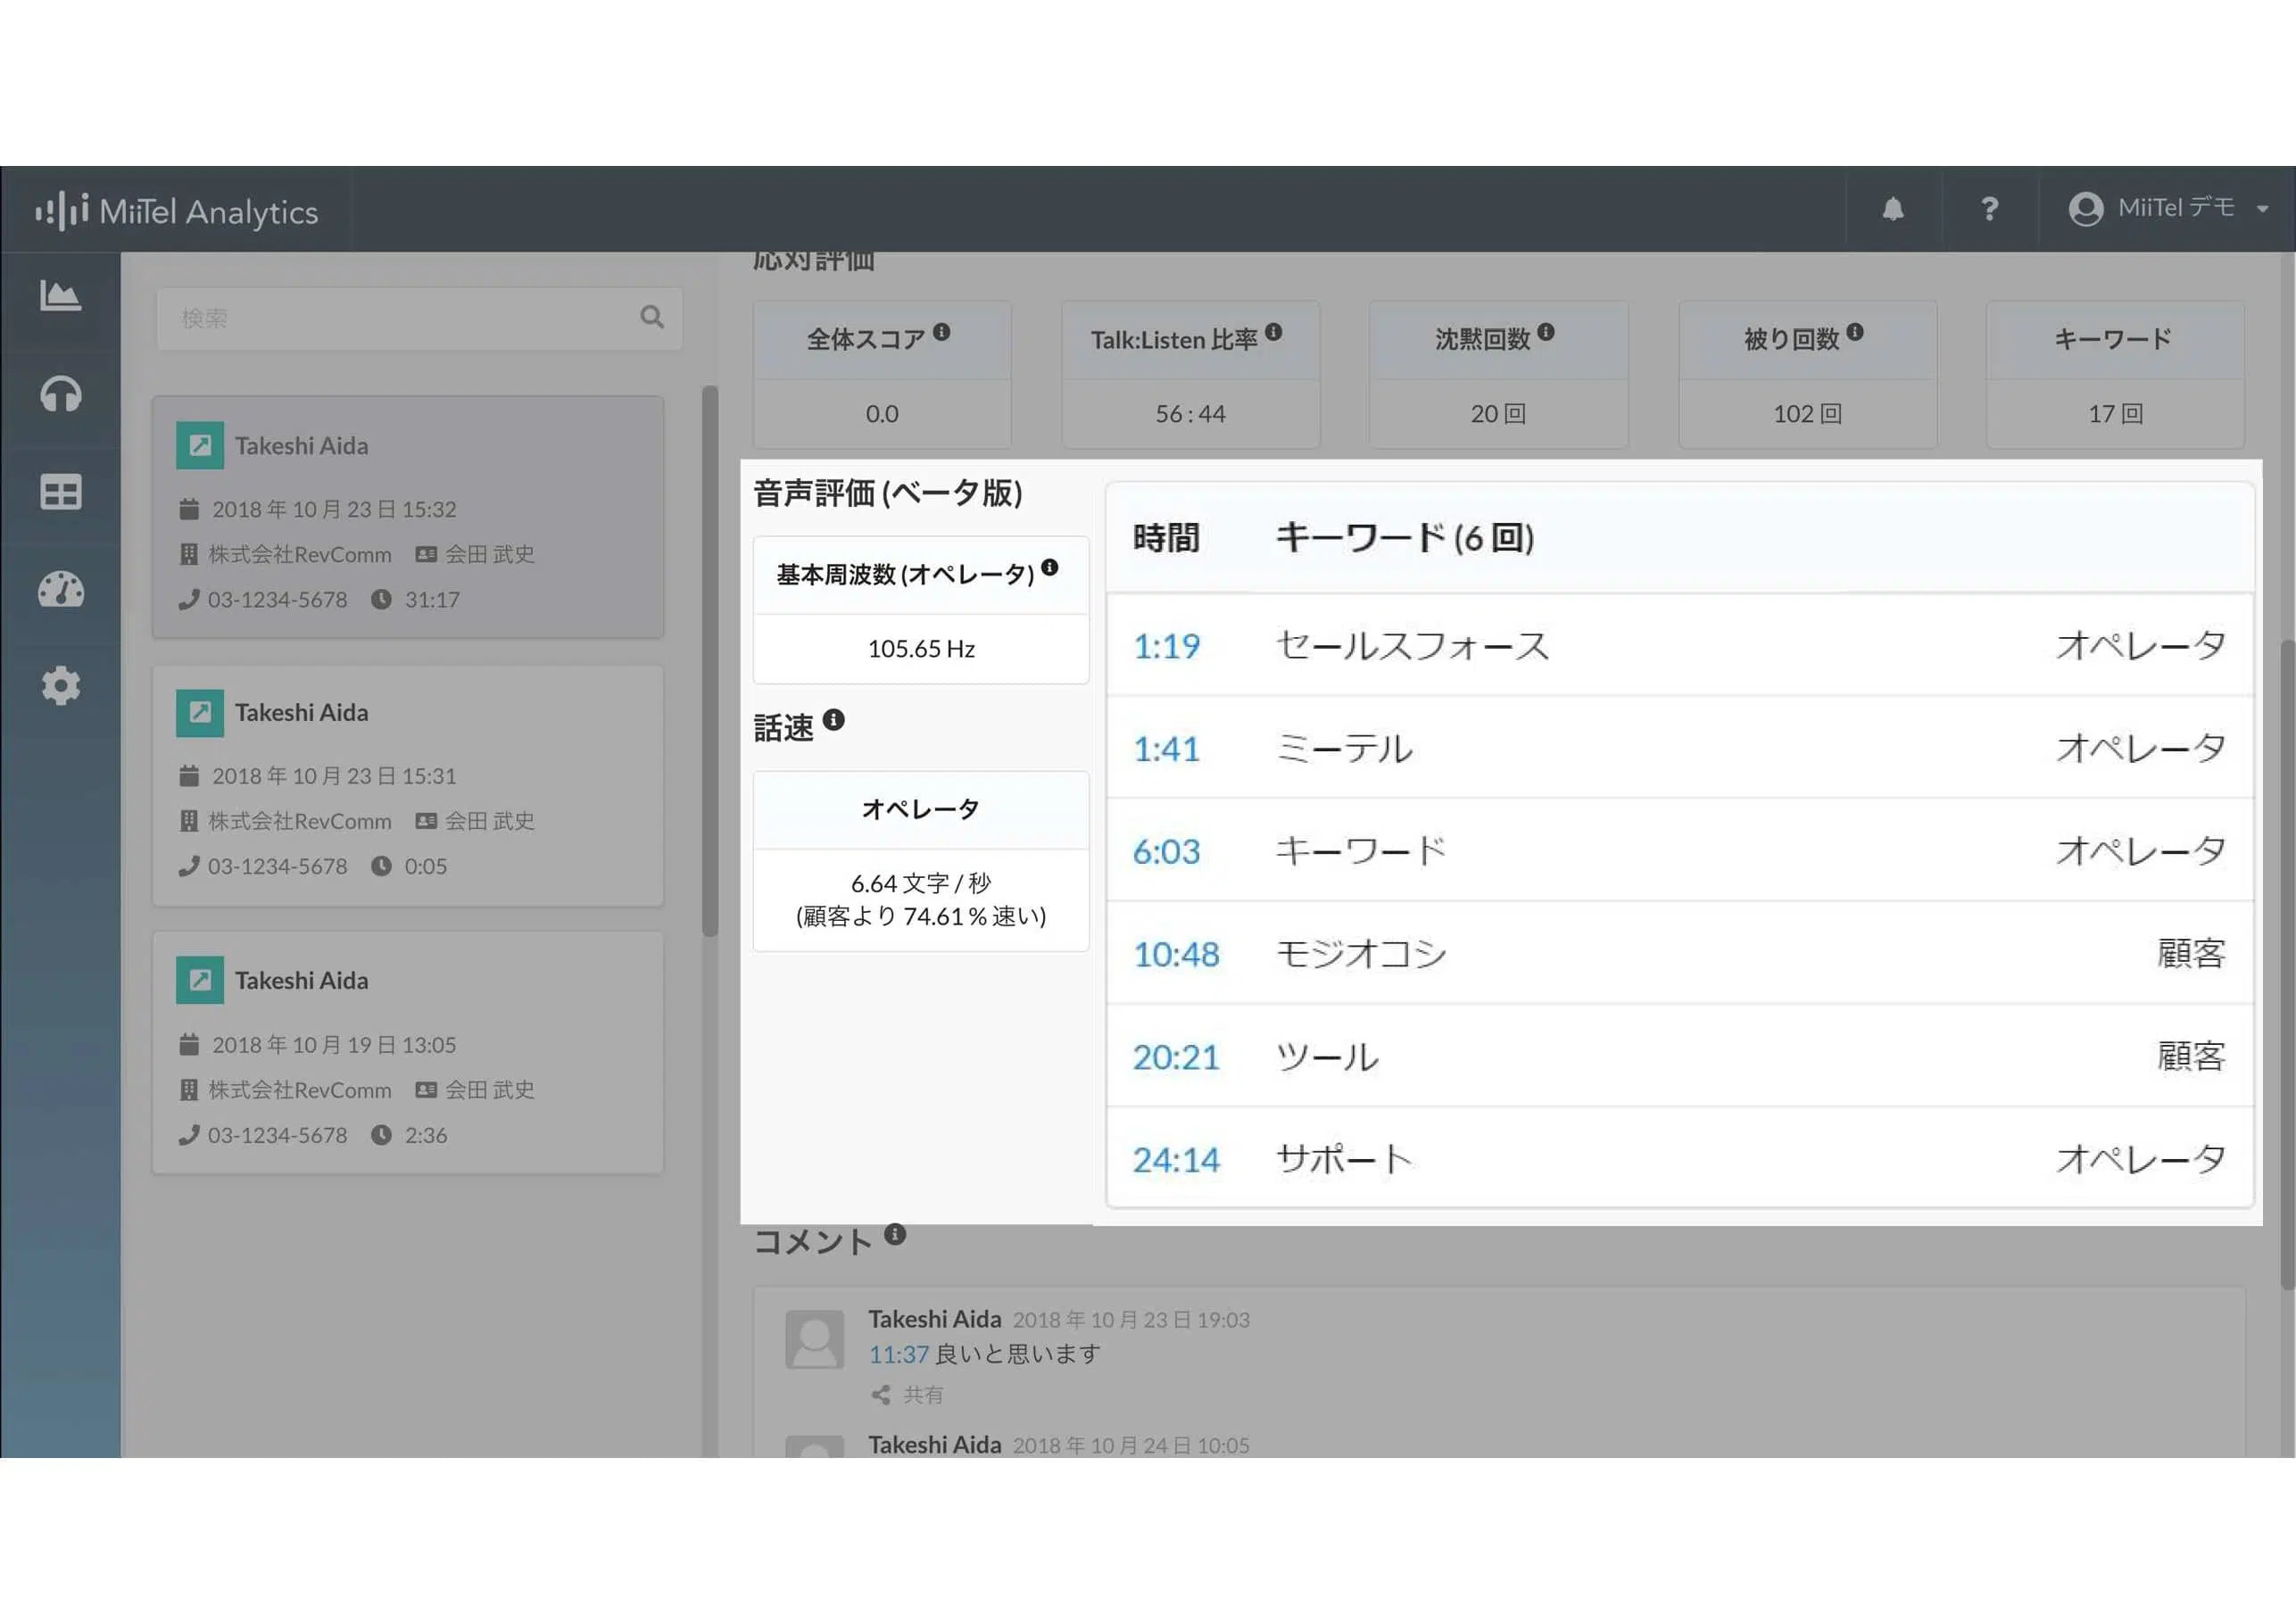 MiiTel Analytics
? MiiTel デモ
検索
Takeshi Aida
2018 年 10 月 23 日 15:32
株式会社RevComm 会田 武史
03-1234-5678 31:17
Takeshi Aida
2018 年 10 月 23 日 15:31
株式会社RevComm 会田 武史
03-1234-5678 0:05
Takeshi Aida
2018 年 10 月 19 日 13:05
株式会社RevComm 会田 武史
03-1234-5678 2:36
応対評価
全体スコア
0.0
Talk:Listen 比率
56 : 44
沈黙回数
20 回
被り回数
102 回
キーワード
17 回
音声評価 (ベータ版)
基本周波数 (オペレータ)
105.65 Hz
話速
オペレータ
6.64 文字 / 秒
(顧客より 74.61 % 速い)
時間 キーワード (6 回)
1:19 セールスフォース オペレータ
1:41 ミーテル オペレータ
6:03 キーワード オペレータ
10:48 モジオコシ 顧客
20:21 ツール 顧客
24:14 サポート オペレータ
コメント
Takeshi Aida 2018 年 10 月 23 日 19:03
11:37 良いと思います
共有
Takeshi Aida 2018 年 10 月 24 日 10:05